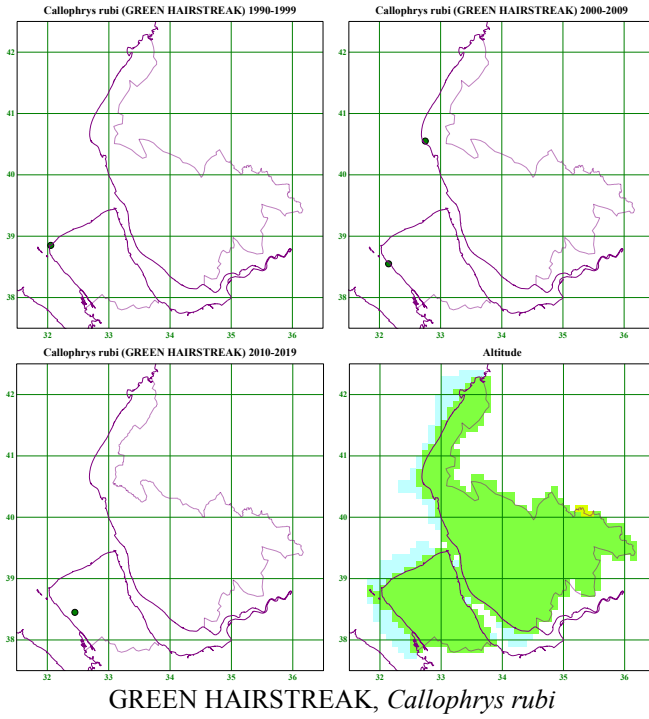 Callophrys rubi (GREEN HAIRSTREAK) 1990-1999
42
41
40
39
38
32 33 34 35 36
Callophrys rubi (GREEN HAIRSTREAK) 2000-2009
42
41
40
39
38
32 33 34 35 36
Callophrys rubi (GREEN HAIRSTREAK) 2010-2019
42
41
40
39
38
32 33 34 35 36
Altitude
42
41
40
39
38
32 33 34 35 36
GREEN HAIRSTREAK, Callophrys rubi